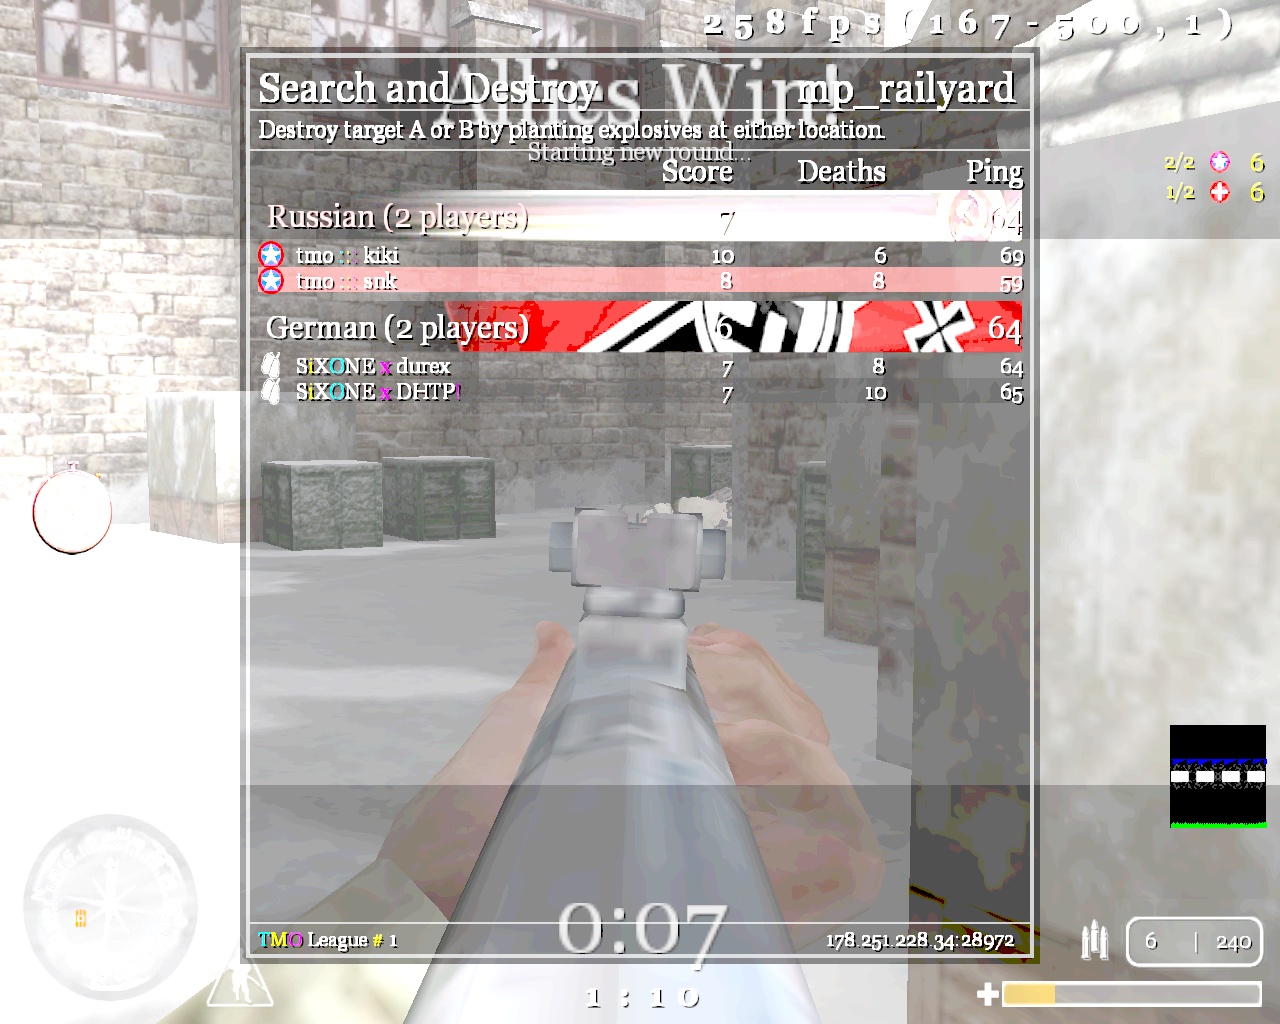 258fps(167-500,1)
Allies Win!
Search and Destroy
mp_railyard
Destroy target A or B by planting explosives at either location.
Starting new round...
Score Deaths Ping
2/2 6
1/2 6
Russian (2 players) 7 64
tmo ::: kiki 10 6 69
tmo ::: snk 8 8 59
German (2 players) 6 64
SiXONE x durex 7 8 64
SiXONE x DHTP! 7 10 65
0:07
TMO League # 1
178.251.228.34:28972
6 | 240
1:10